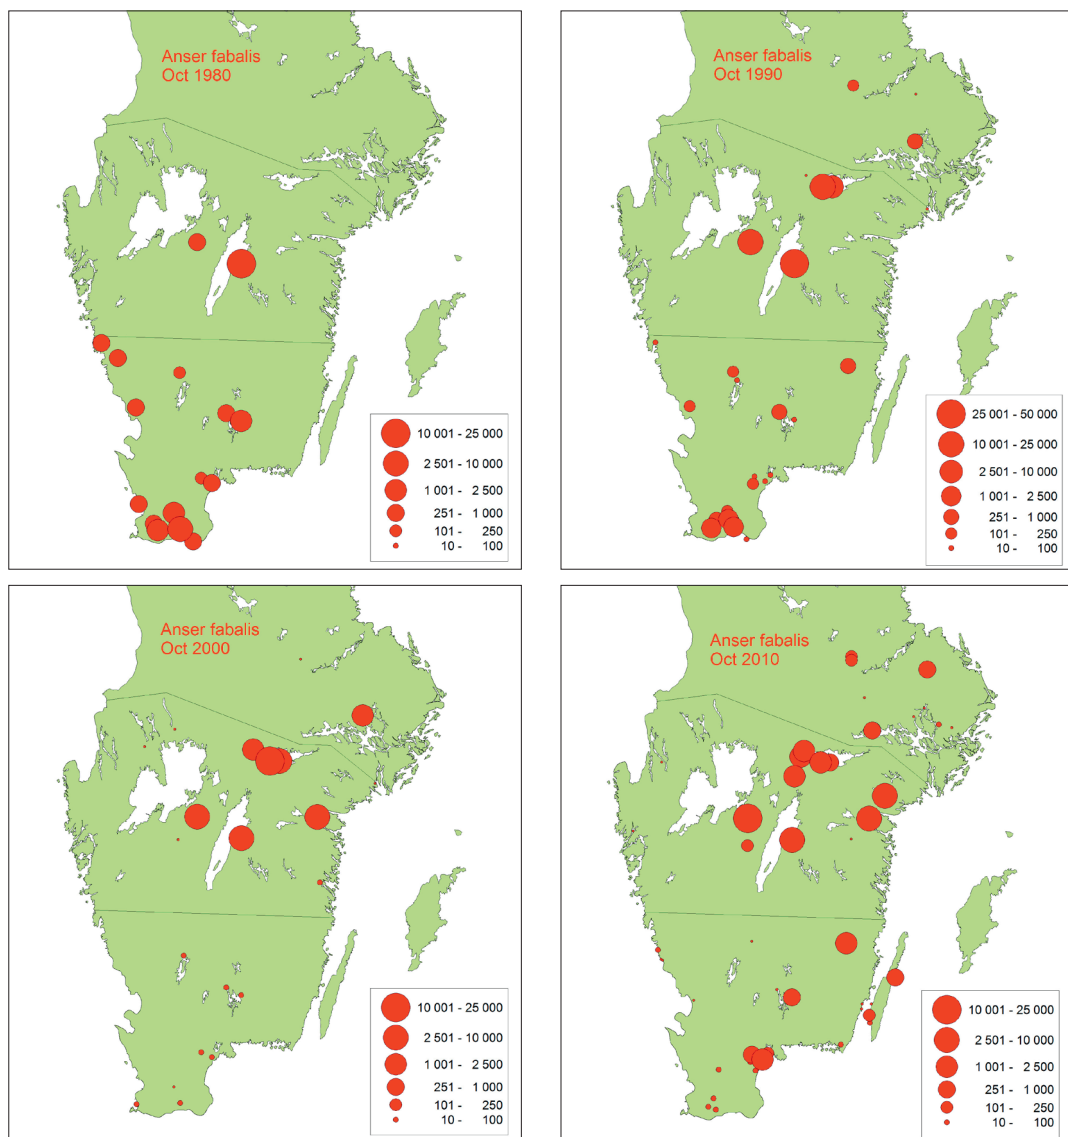 Anser fabalis
Oct 1980
10 001 - 25 000
2 501 - 10 000
1 001 - 2 500
251 - 1 000
101 - 250
10 - 100
Anser fabalis
Oct 1990
25 001 - 50 000
10 001 - 25 000
2 501 - 10 000
1 001 - 2 500
251 - 1 000
101 - 250
10 - 100
Anser fabalis
Oct 2000
10 001 - 25 000
2 501 - 10 000
1 001 - 2 500
251 - 1 000
101 - 250
10 - 100
Anser fabalis
Oct 2010
10 001 - 25 000
2 501 - 10 000
1 001 - 2 500
251 - 1 000
101 - 250
10 - 100